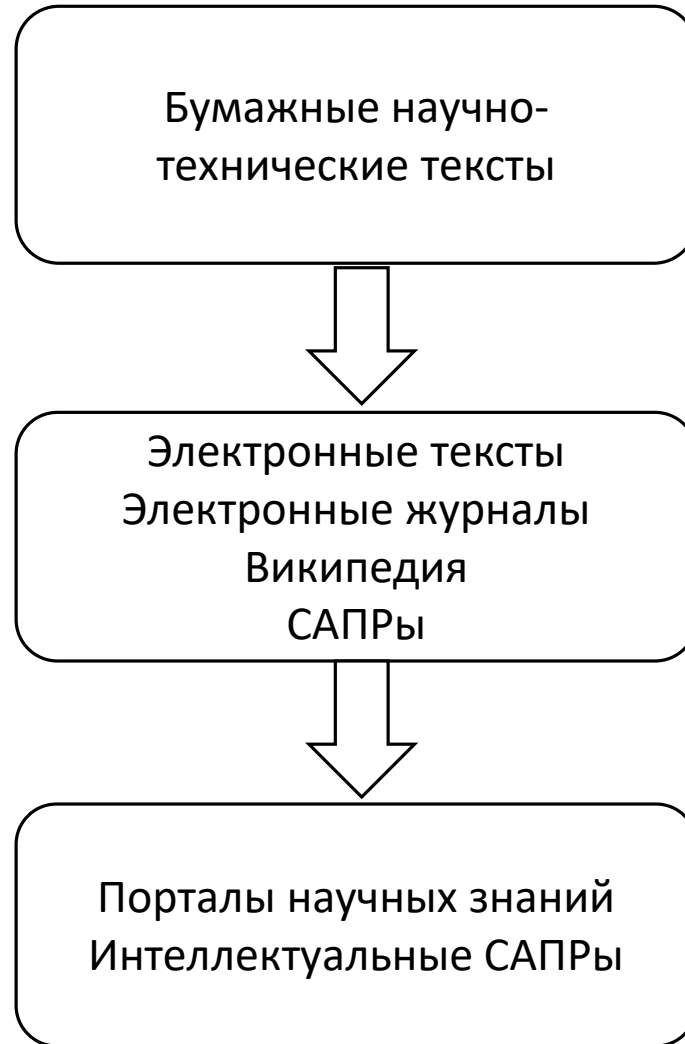 Бумажные научно-
технические тексты
Электронные тексты
Электронные журналы
Википедия
САПРы
Порталы научных знаний
Интеллектуальные САПРы